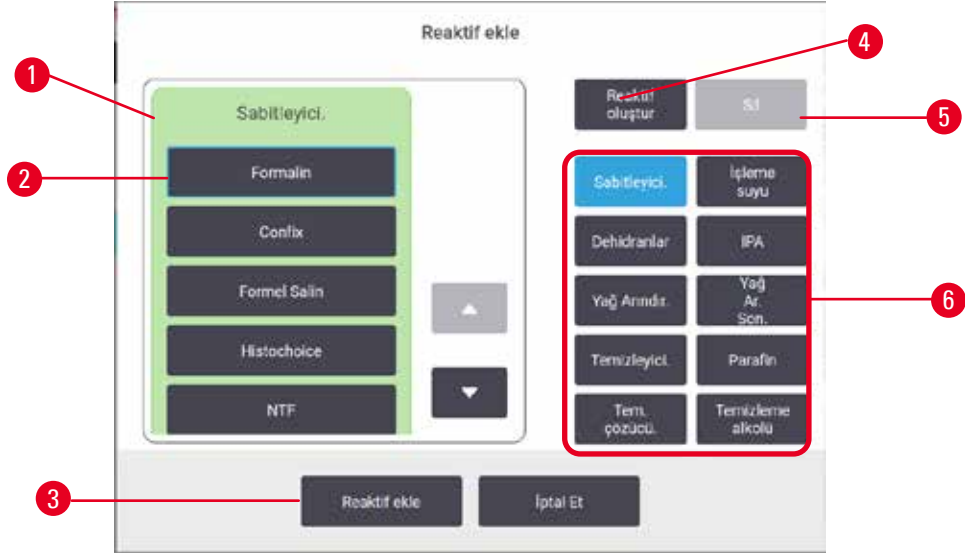 Reaktif ekle
4
1
Sabitleyici.
Reaktif
oluştur
Sil
5
2
Formalin
Sabitleyici.
İşleme
suyu
Confix
Dehidranlar
IPA
Formel Salin
Yağ Arındır.
Yağ
Ar.
Son.
6
Histochoice
Temizleyici.
Parafin
NTF
Tem.
çözücü.
Temizleme
alkolü
3
Reaktif ekle
İptal Et